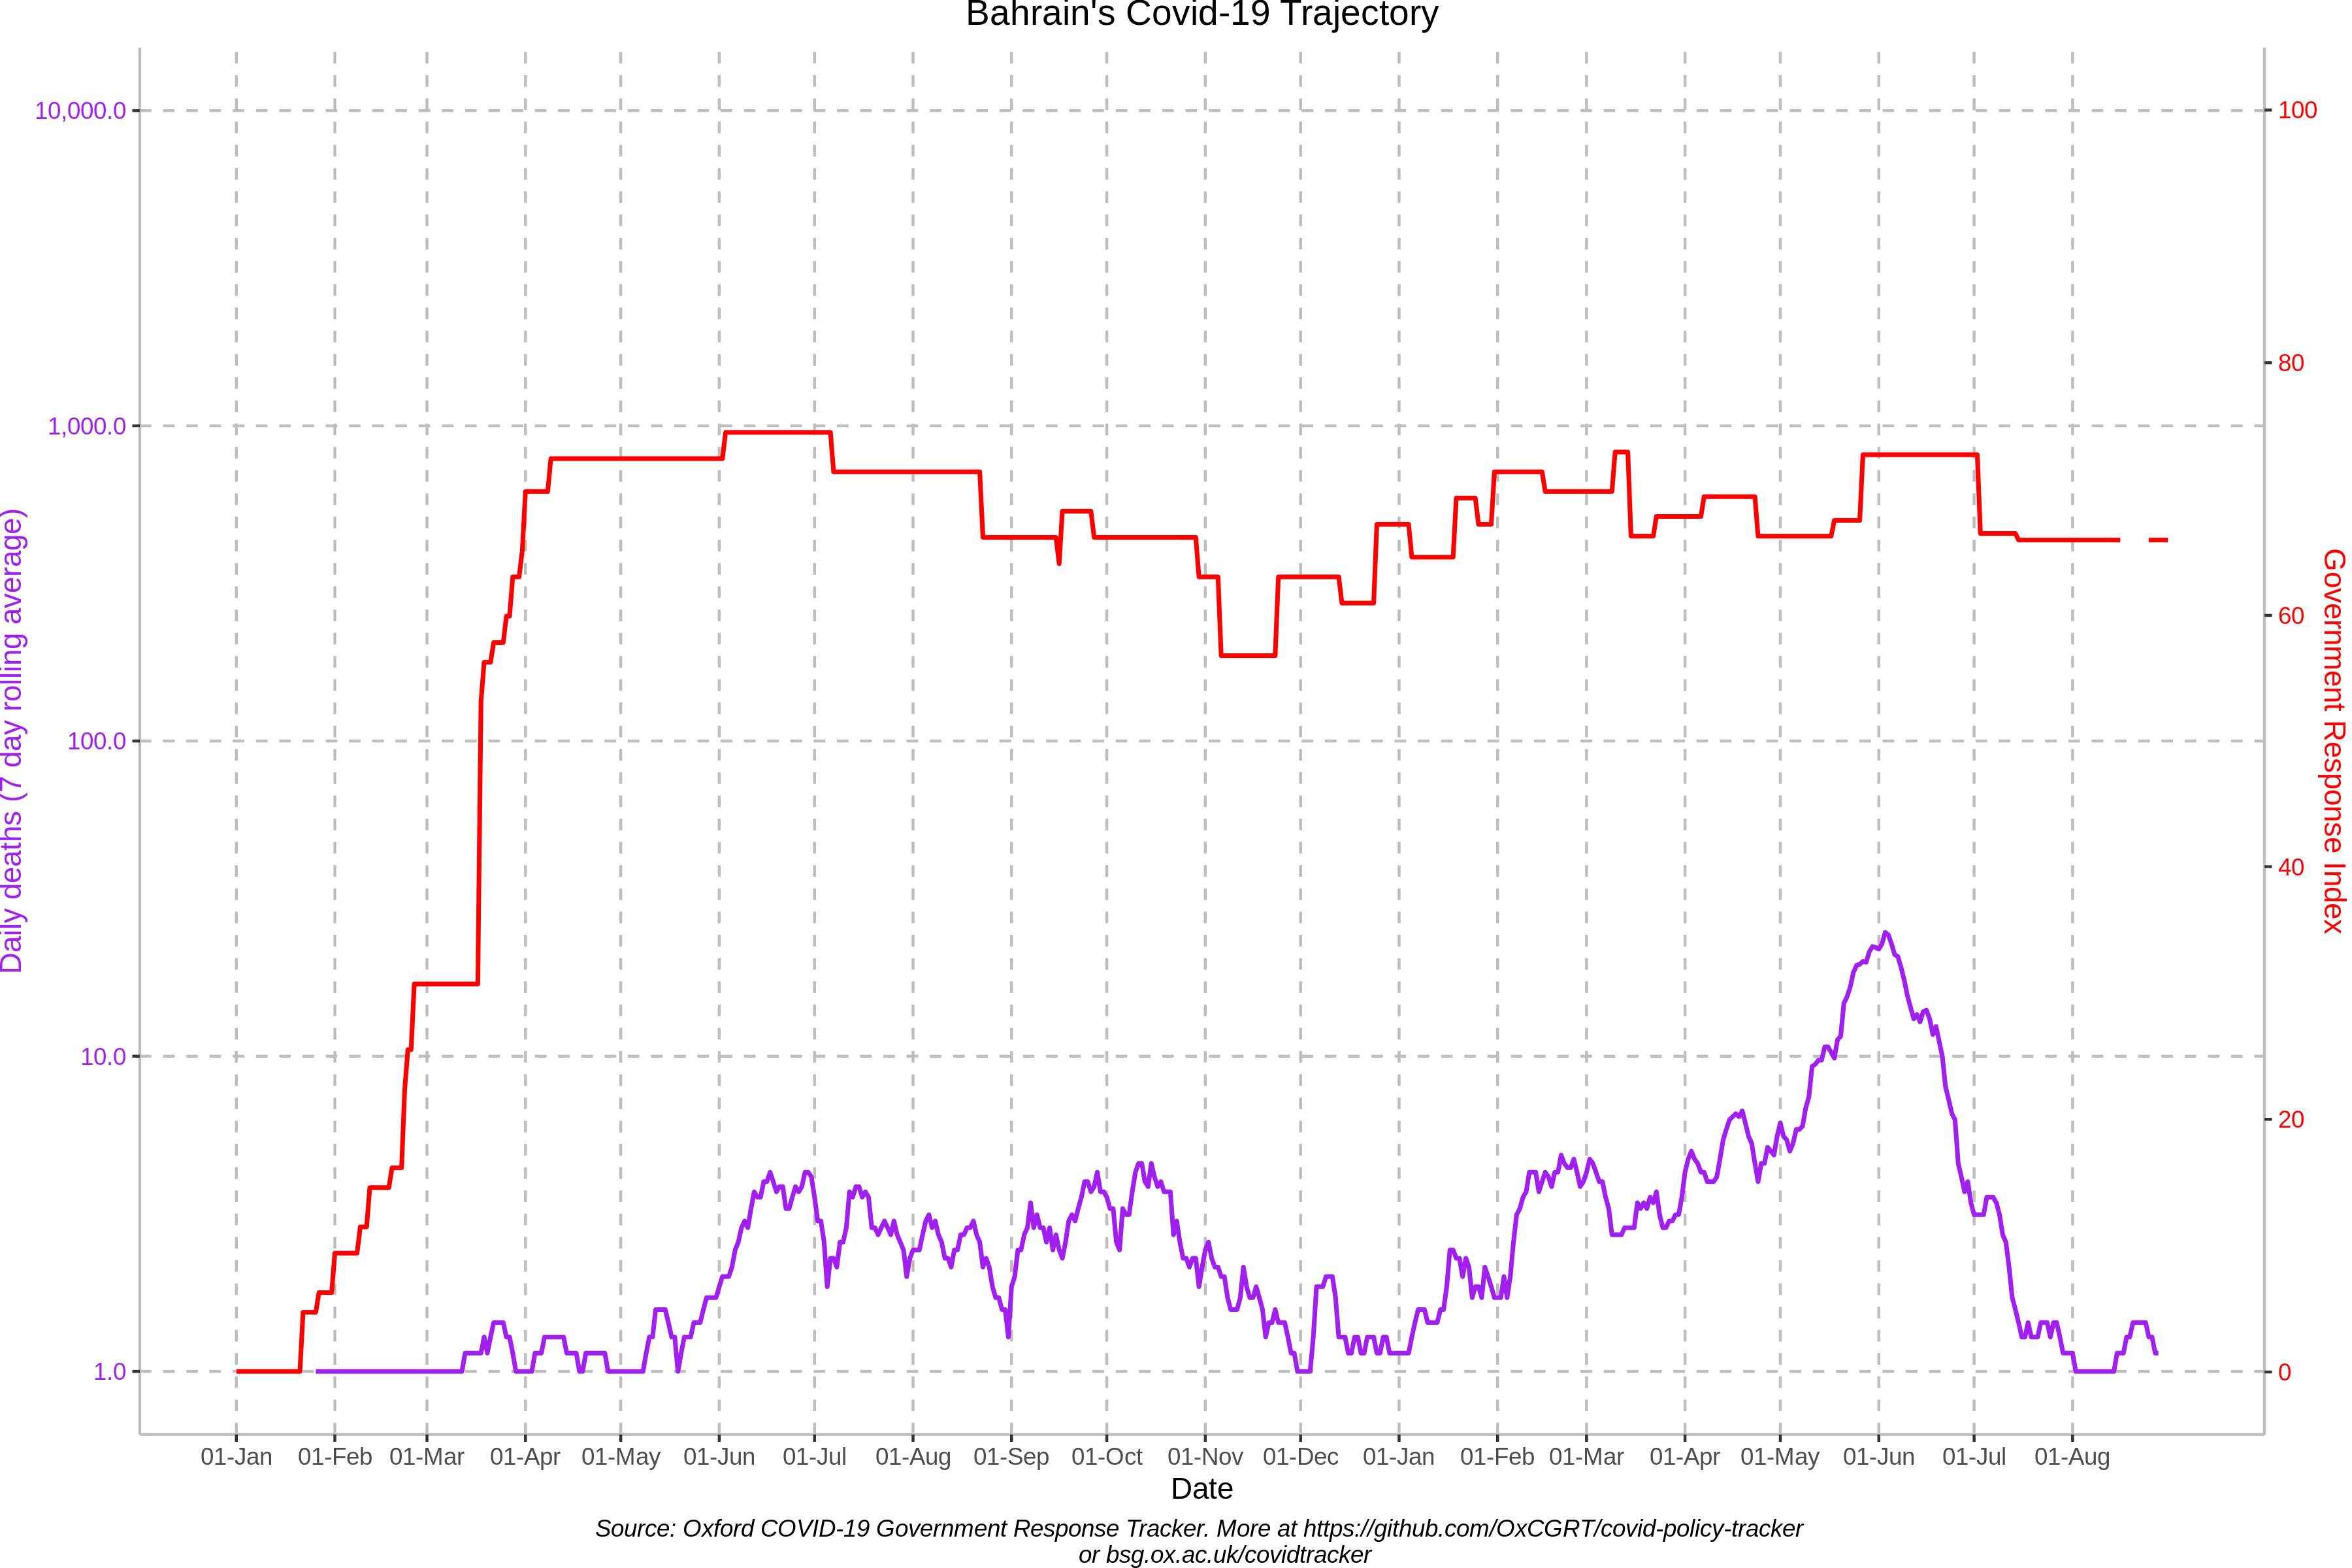 Bahrain's Covid-19 Trajectory
10,000.0
1,000.0
100.0
10.0
1.0
Daily deaths (7 day rolling average)
100
80
60
40
20
0
Government Response Index
01-Jan 01-Feb 01-Mar 01-Apr 01-May 01-Jun 01-Jul 01-Aug 01-Sep 01-Oct 01-Nov 01-Dec 01-Jan 01-Feb 01-Mar 01-Apr 01-May 01-Jun 01-Jul 01-Aug
Date
Source: Oxford COVID-19 Government Response Tracker. More at https://github.com/OxCGRT/covid-policy-tracker
or bsg.ox.ac.uk/covidtracker